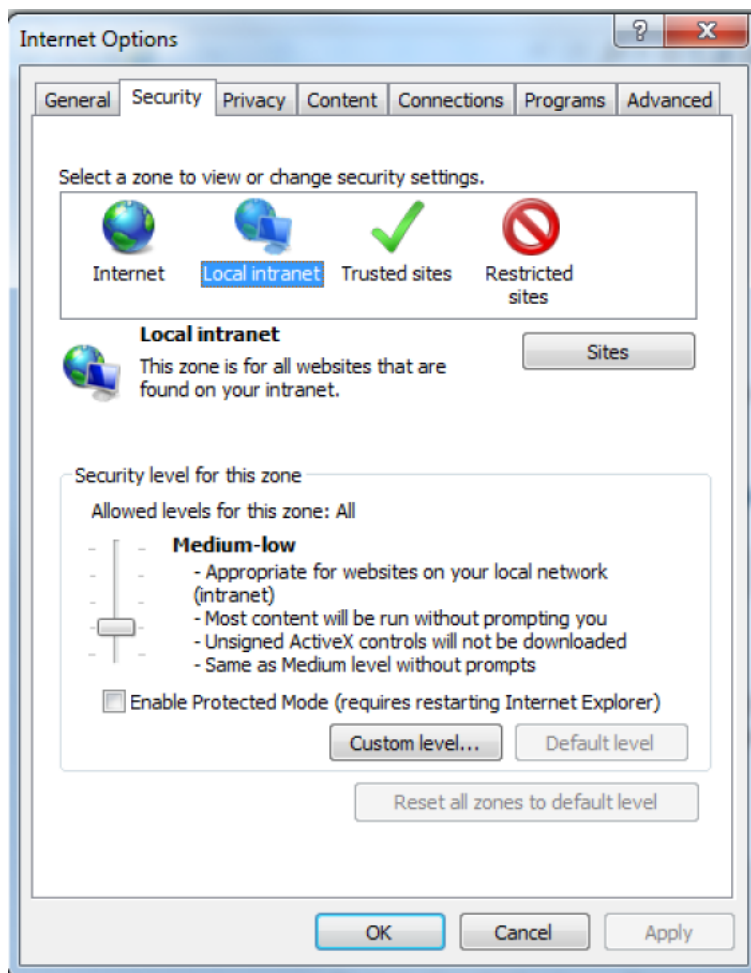 Internet Options
General Security Privacy Content Connections Programs Advanced
Select a zone to view or change security settings.
Internet Local intranet Trusted sites Restricted
sites
Local intranet
Sites
This zone is for all websites that are
found on your intranet.
Security level for this zone
Allowed levels for this zone: All
Medium-low
- Appropriate for websites on your local network
(intranet)
- Most content will be run without prompting you
- Unsigned ActiveX controls will not be downloaded
- Same as Medium level without prompts
Enable Protected Mode (requires restarting Internet Explorer)
Custom level... Default level
Reset all zones to default level
OK Cancel Apply